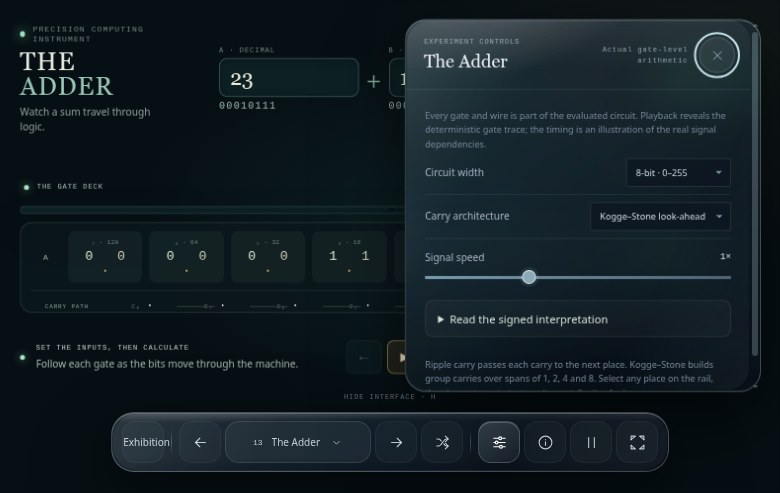 PRECISION COMPUTING
INSTRUMENT
THE
ADDER
Watch a sum travel through
logic.
A · DECIMAL
23
00010111
+
B ·
THE GATE DECK
A
0 0
0 0
0 0
1 1
CARRY PATH
SET THE INPUTS, THEN CALCULATE
Follow each gate as the bits move through the machine.
EXPERIMENT CONTROLS
The Adder
Actual gate-level
arithmetic
Every gate and wire is part of the evaluated circuit. Playback reveals the
deterministic gate trace; the timing is an illustration of the real signal
dependencies.
Circuit width
8-bit · 0–255
Carry architecture
Kogge–Stone look-ahead
Signal speed
1×
Read the signed interpretation
Ripple carry passes each carry to the next place. Kogge–Stone builds
group carries over spans of 1, 2, 4 and 8. Select any place on the rail,
HIDE INTERFACE · H
Exhibition
13 The Adder